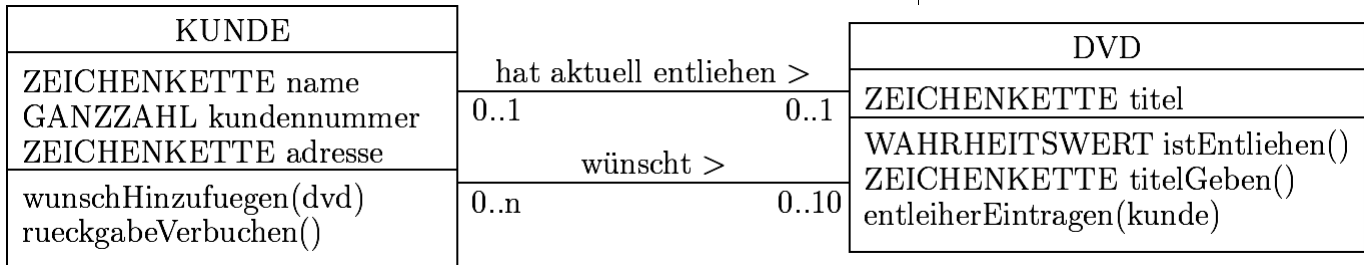 KUNDE
ZEICHENKETTE name
GANZZAHL kundennummer
ZEICHENKETTE adresse
wunschHinzufuegen(dvd)
rueckgabeVerbuchen()
hat aktuell entliehen >
0..1 0..1
wünscht >
0..n 0..10
DVD
ZEICHENKETTE titel
WAHRHEITSWERT istEntliehen()
ZEICHENKETTE titelGeben()
entleiherEintragen(kunde)